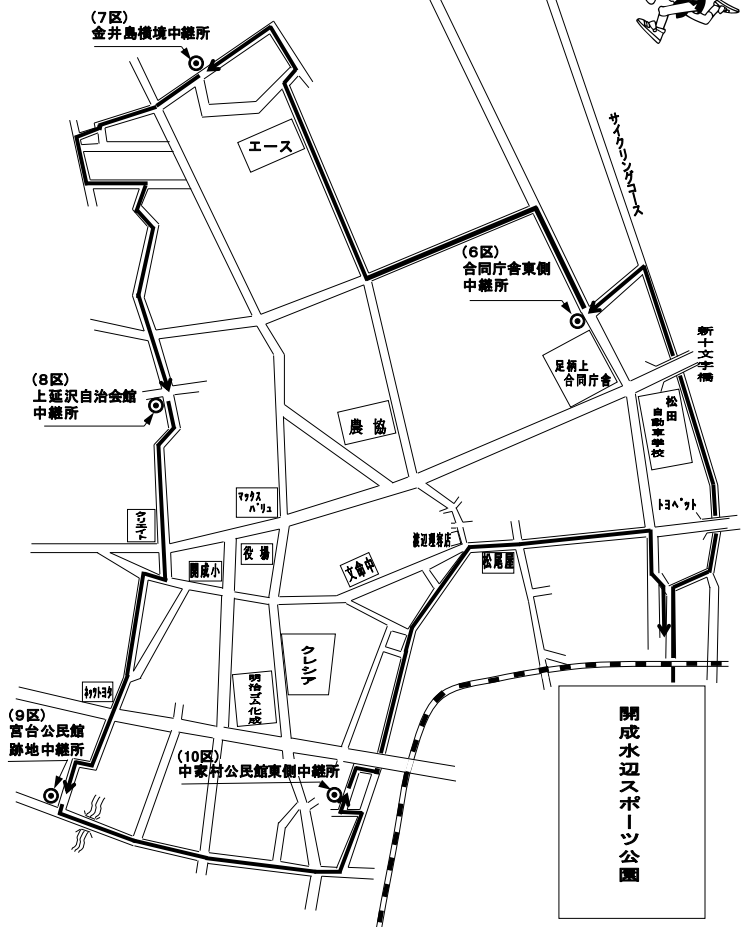 (7区)
金井島横境中継所
サイクリングコース
エース
(6区)
合同庁舎東側
中継所
新十文字橋
足柄上
合同庁舎
(8区)
上延沢自治会館
中継所
松田
自動車学校
農協
マックス
バリュ
トヨペット
クリエイト
役場
渡辺理容店
開成小
文命中
松尾屋
クレシア
明治ゴム化成
ネッツトヨタ
(9区)
宮台公民館
跡地中継所
(10区)
中家村公民館東側中継所
開成水辺スポーツ公園